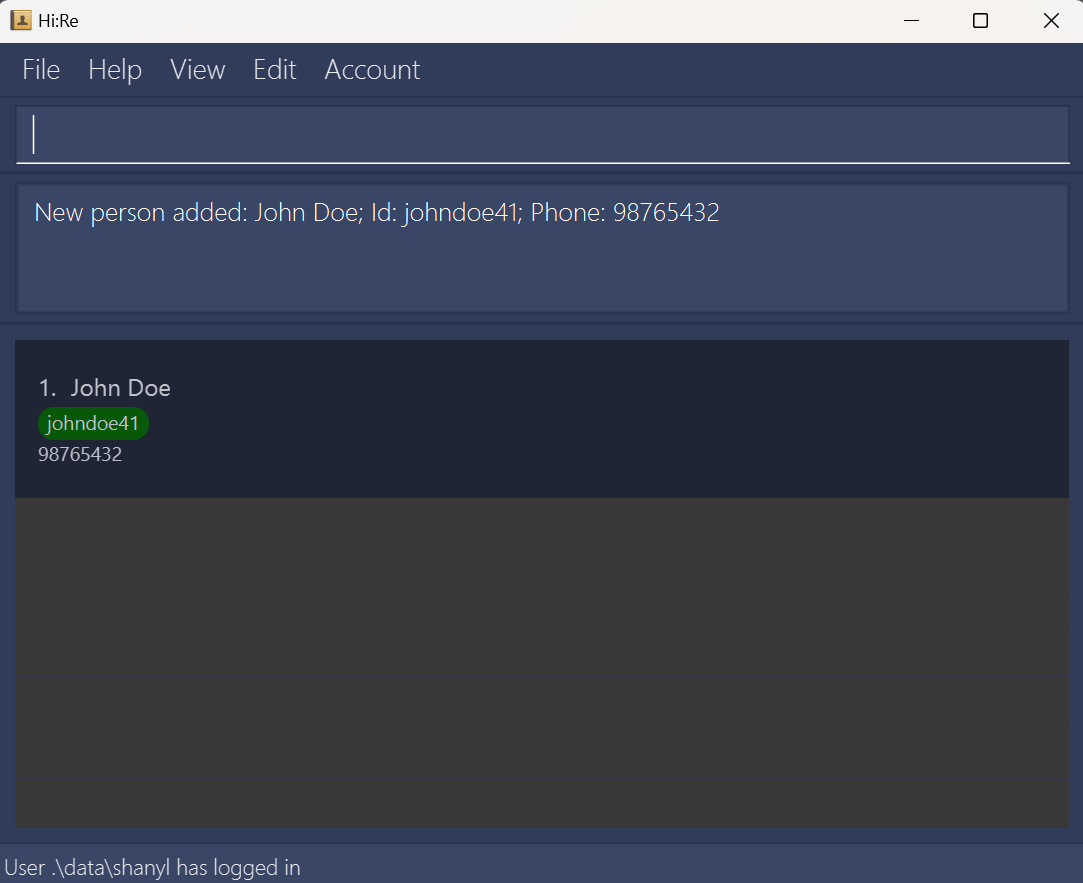 Hi:Re
File Help View Edit Account
New person added: John Doe; Id: johndoe41; Phone: 98765432
1. John Doe
johndoe41
98765432
User .\data\shanyl has logged in